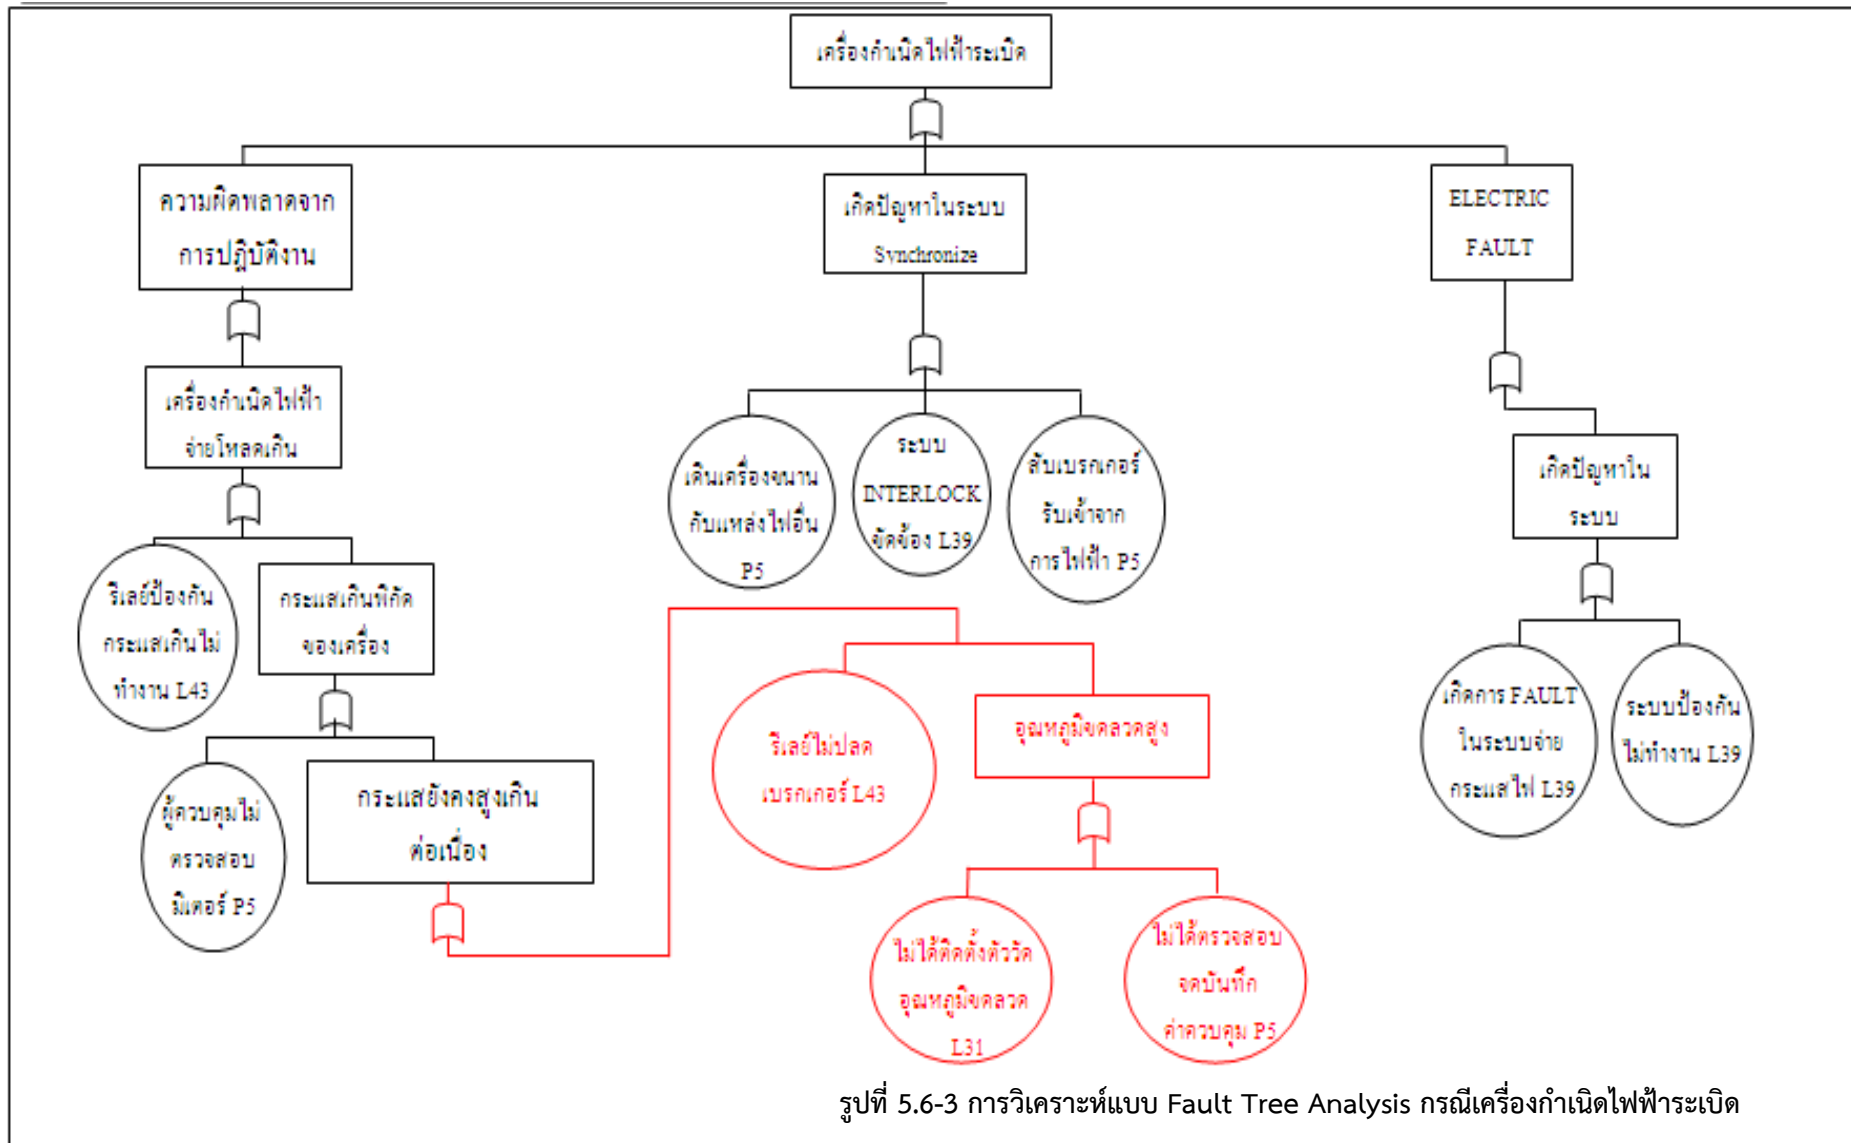 เครื่องกำเนิดไฟฟ้าระเบิด
ความผิดพลาดจาก
การปฏิบัติงาน
เกิดปัญหาในระบบ
Synchronize
ELECTRIC
FAULT
เครื่องกำเนิดไฟฟ้า
จ่ายโหลดเกิน
เดินเครื่องขนาน
กับแหล่งไฟอื่น
P5
ระบบ
INTERLOCK
ขัดข้อง L39
สับเบรกเกอร์
รับเข้าจาก
การไฟฟ้า P5
เกิดปัญหาใน
ระบบ
รีเลย์ป้องกัน
กระแสเกินไม่
ทำงาน L43
กระแสเกินพิกัด
ของเครื่อง
เกิดการ FAULT
ในระบบจ่าย
กระแสไฟ L39
ระบบป้องกัน
ไม่ทำงาน L39
ผู้ควบคุมไม่
ตรวจสอบ
มิเตอร์ P5
กระแสยังคงสูงเกิน
ต่อเนื่อง
รีเลย์ไม่ปลด
เบรกเกอร์ L43
อุณหภูมิขดลวดสูง
ไม่ได้ติดตั้งตัววัด
อุณหภูมิขดลวด
L31
ไม่ได้ตรวจสอบ
จดบันทึก
ค่าควบคุม P5
รูปที่ 5.6-3 การวิเคราะห์แบบ Fault Tree Analysis กรณีเครื่องกำเนิดไฟฟ้าระเบิด